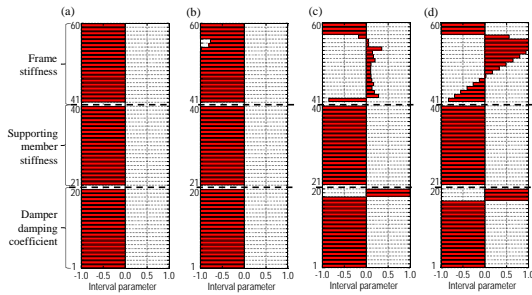 (a) (b) (c) (d)
Frame stiffness
Supporting member stiffness
Damper damping coefficient
60 60 60 60
41 41 41 41
40 40 40 40
21 21 21 21
20 20 20 20
1 1 1 1
-1.0 -0.5 0.0 0.5 1.0 -1.0 -0.5 0.0 0.5 1.0 -1.0 -0.5 0.0 0.5 1.0 -1.0 -0.5 0.0 0.5 1.0
Interval parameter Interval parameter Interval parameter Interval parameter